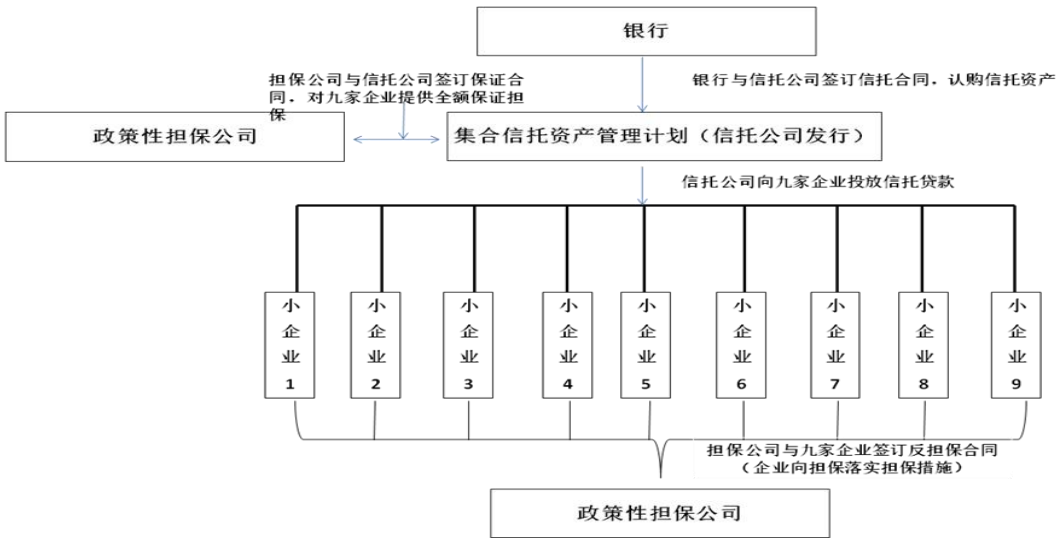 银行
担保公司与信托公司签订保证合
同，对九家企业提供全额保证担
保
银行与信托公司签订信托合同，认购信托资产
政策性担保公司
集合信托资产管理计划（信托公司发行）
信托公司向九家企业投放信托贷款
小企业1
小企业2
小企业3
小企业4
小企业5
小企业6
小企业7
小企业8
小企业9
担保公司与九家企业签订反担保合同
（企业向担保落实担保措施）
政策性担保公司